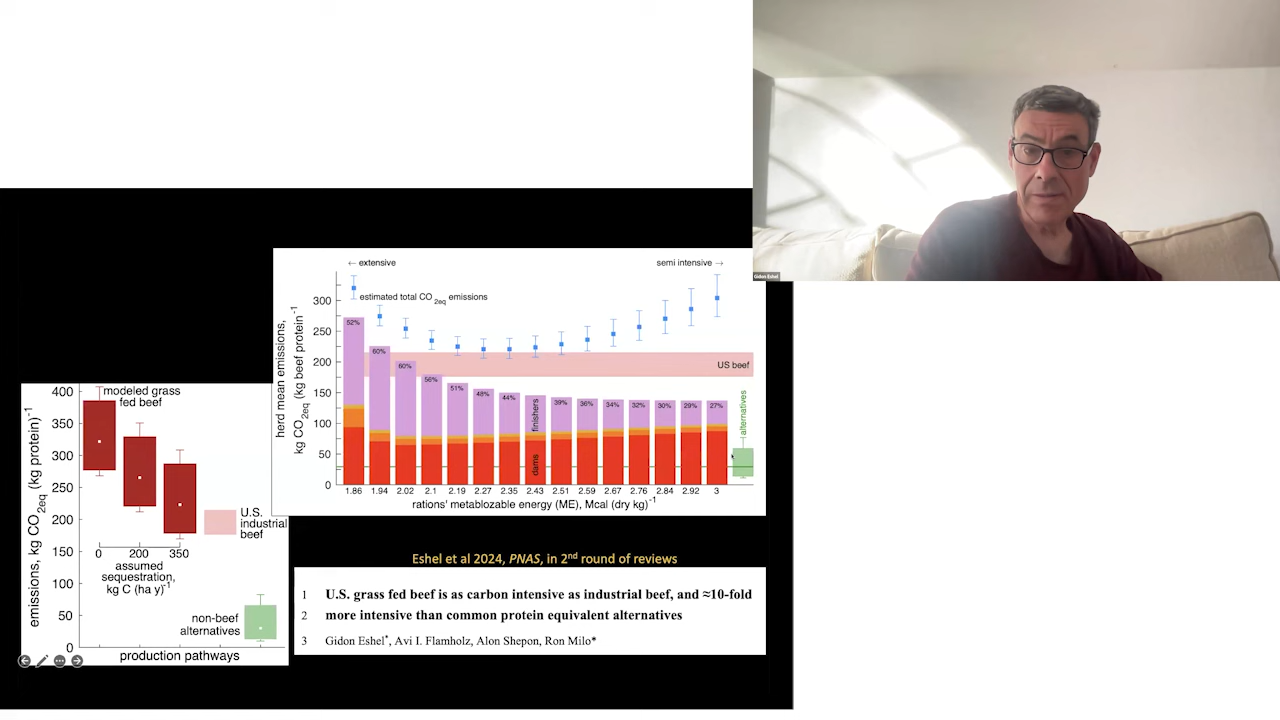 Gidon Eshel
← extensive
semi intensive →
estimated total CO2eq emissions
herd mean emissions,
kg CO2eq (kg beef protein)-1
300
250
200
150
100
50
0
US beef
alternatives
52%
60%
60%
56%
51%
48%
44%
39%
36%
34%
32%
30%
29%
27%
finishers
dams
1.86 1.94 2.02 2.1 2.19 2.27 2.35 2.43 2.51 2.59 2.67 2.76 2.84 2.92 3
rations' metablozable energy (ME), Mcal (dry kg)-1
emissions, kg CO2eq (kg protein)-1
400
350
300
250
200
150
100
50
0
modeled grass
fed beef
U.S.
industrial
beef
0 200 350
assumed
sequestration,
kg C (ha y)-1
non-beef
alternatives
production pathways
Eshel et al 2024, PNAS, in 2nd round of reviews
1 U.S. grass fed beef is as carbon intensive as industrial beef, and ≈10-fold
2 more intensive than common protein equivalent alternatives
3 Gidon Eshel*, Avi I. Flamholz, Alon Shepon, Ron Milo*